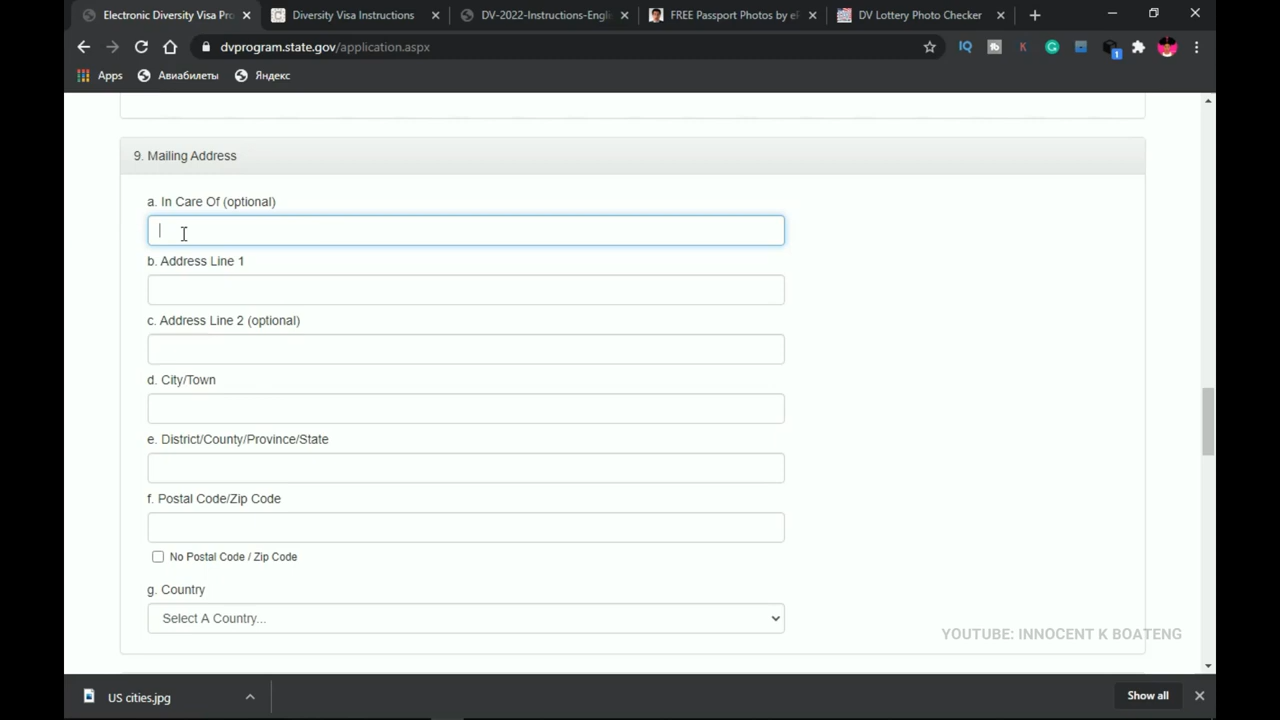 Electronic Diversity Visa Pro
Diversity Visa Instructions
DV-2022-Instructions-Engli
FREE Passport Photos by eF
DV Lottery Photo Checker
dvprogram.state.gov/application.aspx
IQ
K
1
Apps
Авиабилеты
Яндекс
9. Mailing Address
a. In Care Of (optional)
b. Address Line 1
c. Address Line 2 (optional)
d. City/Town
e. District/County/Province/State
f. Postal Code/Zip Code
No Postal Code / Zip Code
g. Country
Select A Country...
YOUTUBE: INNOCENT K BOATENG
US cities.jpg
Show all